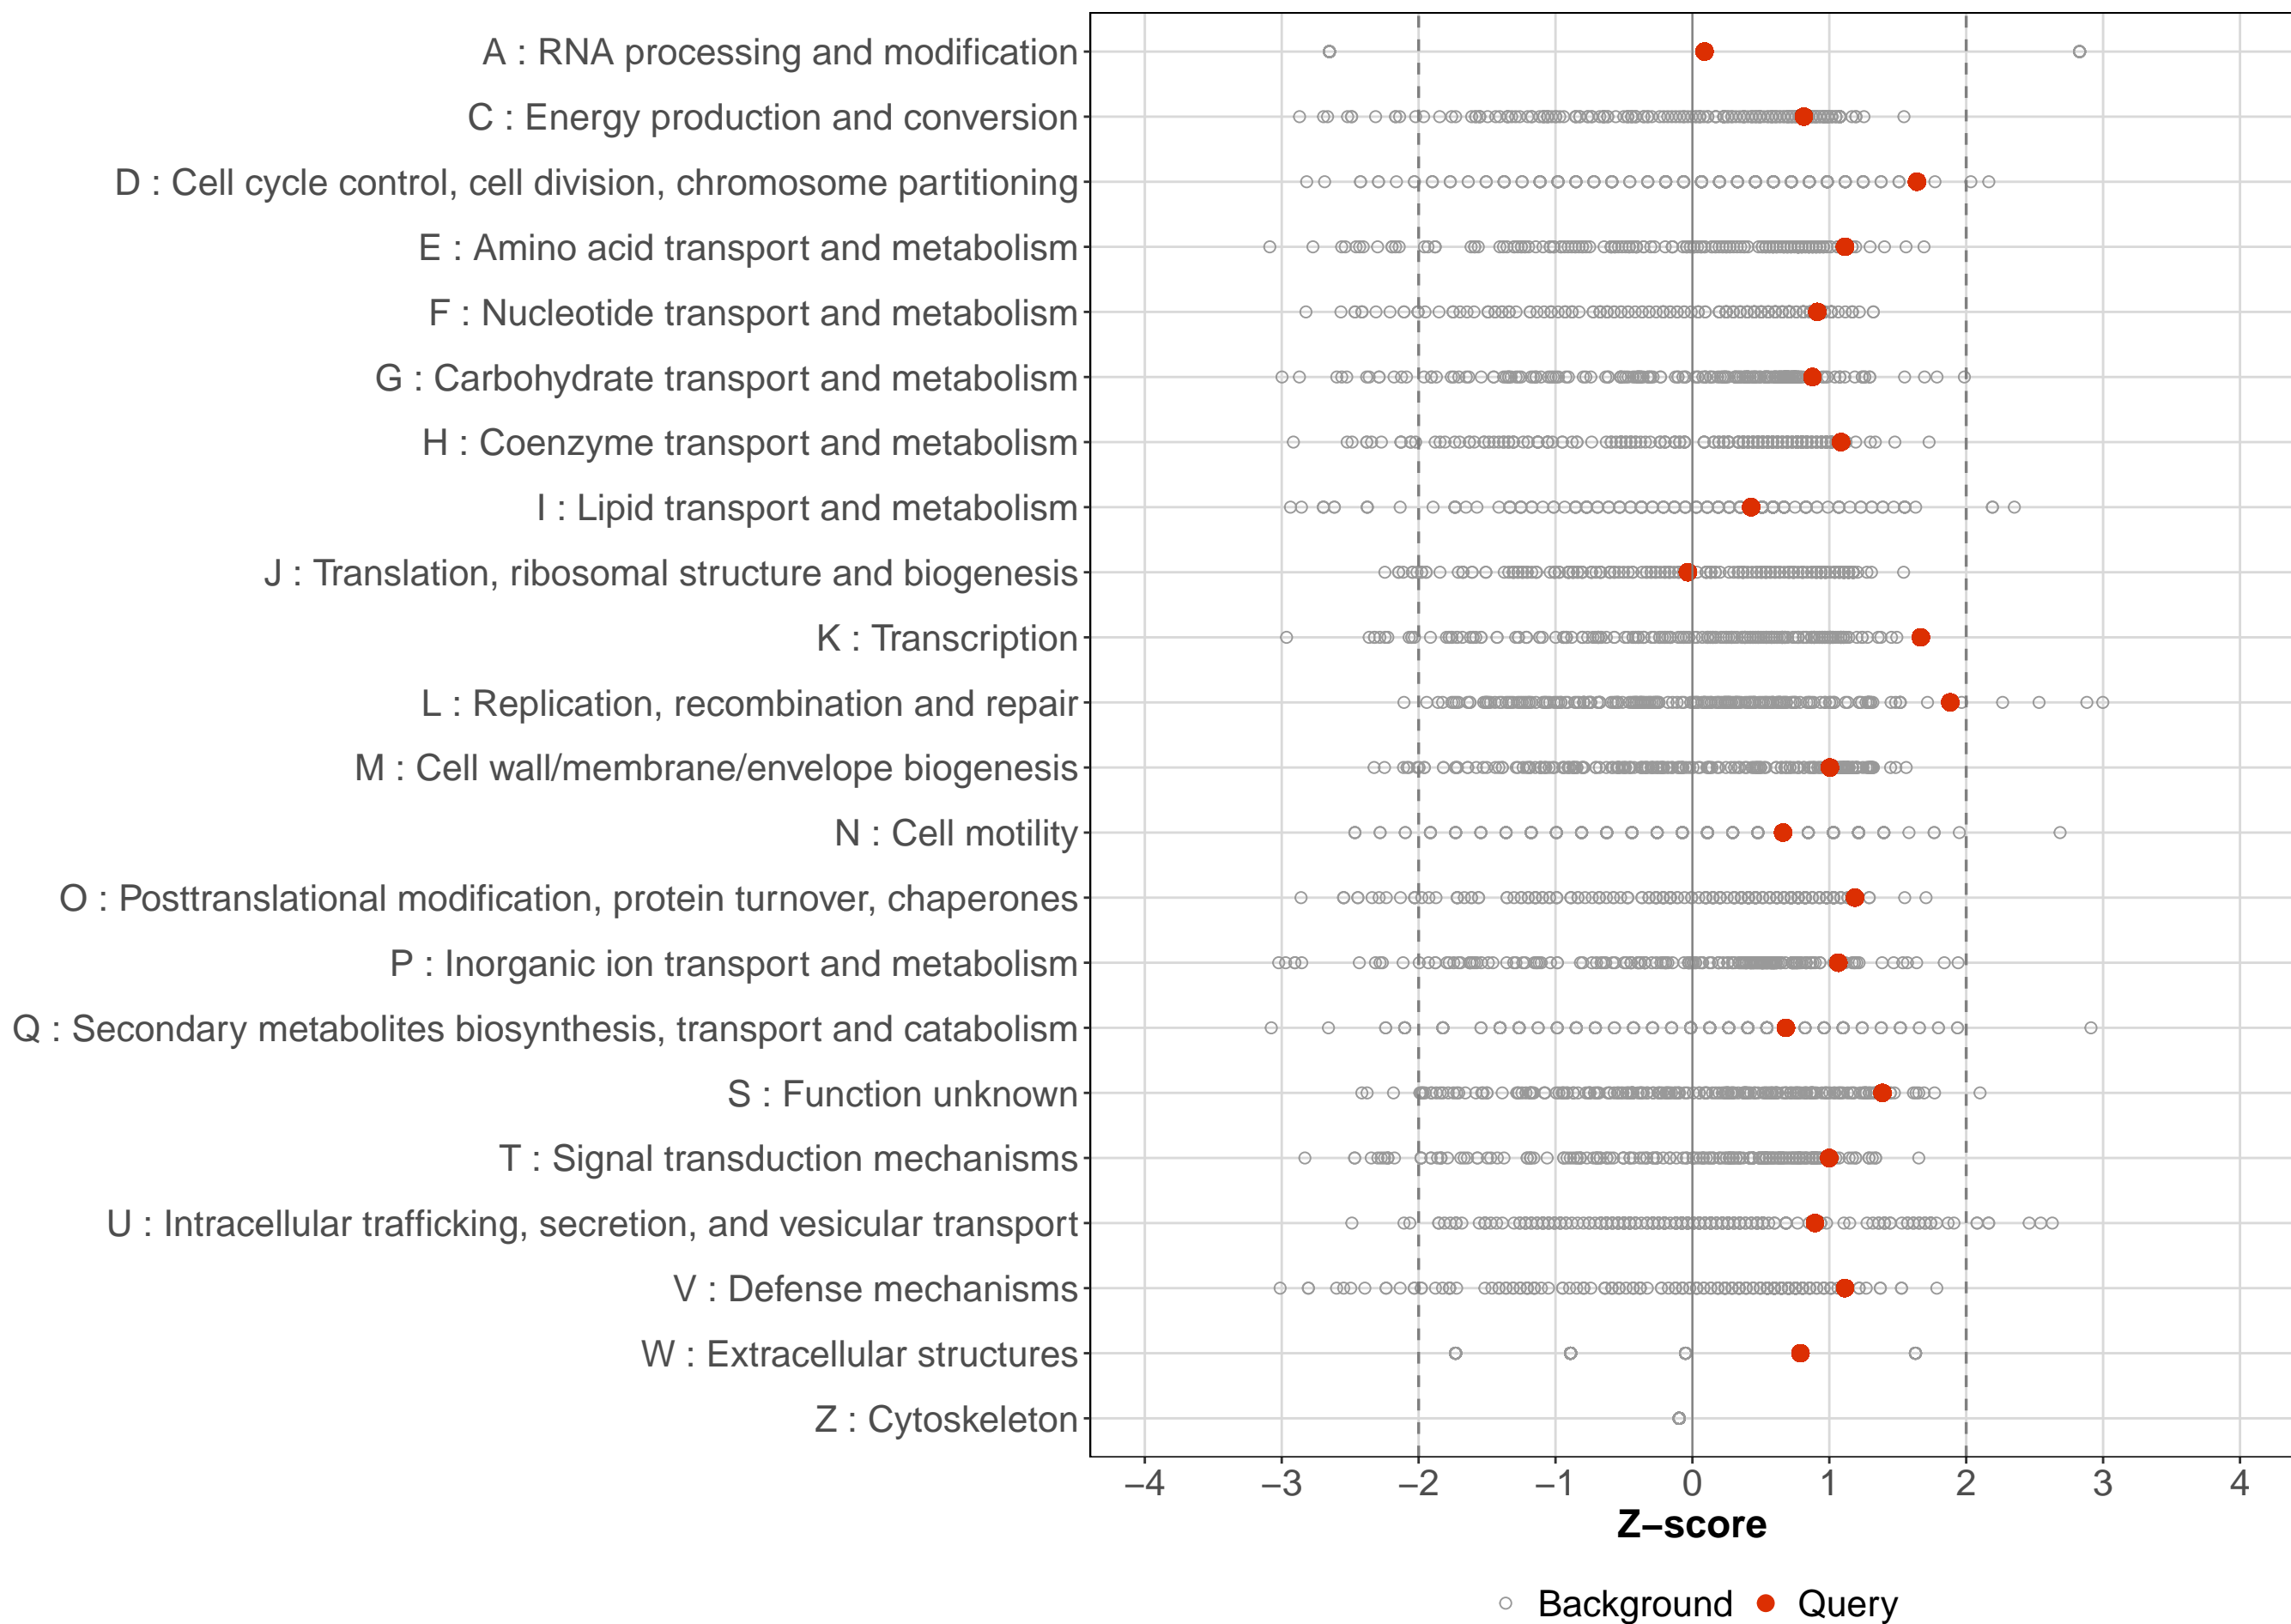 A : RNA processing and modification
C : Energy production and conversion
D : Cell cycle control, cell division, chromosome partitioning
E : Amino acid transport and metabolism
F : Nucleotide transport and metabolism
G : Carbohydrate transport and metabolism
H : Coenzyme transport and metabolism
I : Lipid transport and metabolism
J : Translation, ribosomal structure and biogenesis
K : Transcription
L : Replication, recombination and repair
M : Cell wall/membrane/envelope biogenesis
N : Cell motility
O : Posttranslational modification, protein turnover, chaperones
P : Inorganic ion transport and metabolism
Q : Secondary metabolites biosynthesis, transport and catabolism
S : Function unknown
T : Signal transduction mechanisms
U : Intracellular trafficking, secretion, and vesicular transport
V : Defense mechanisms
W : Extracellular structures
Z : Cytoskeleton
−4 −3 −2 −1 0 1 2 3 4
Z−score
Background Query